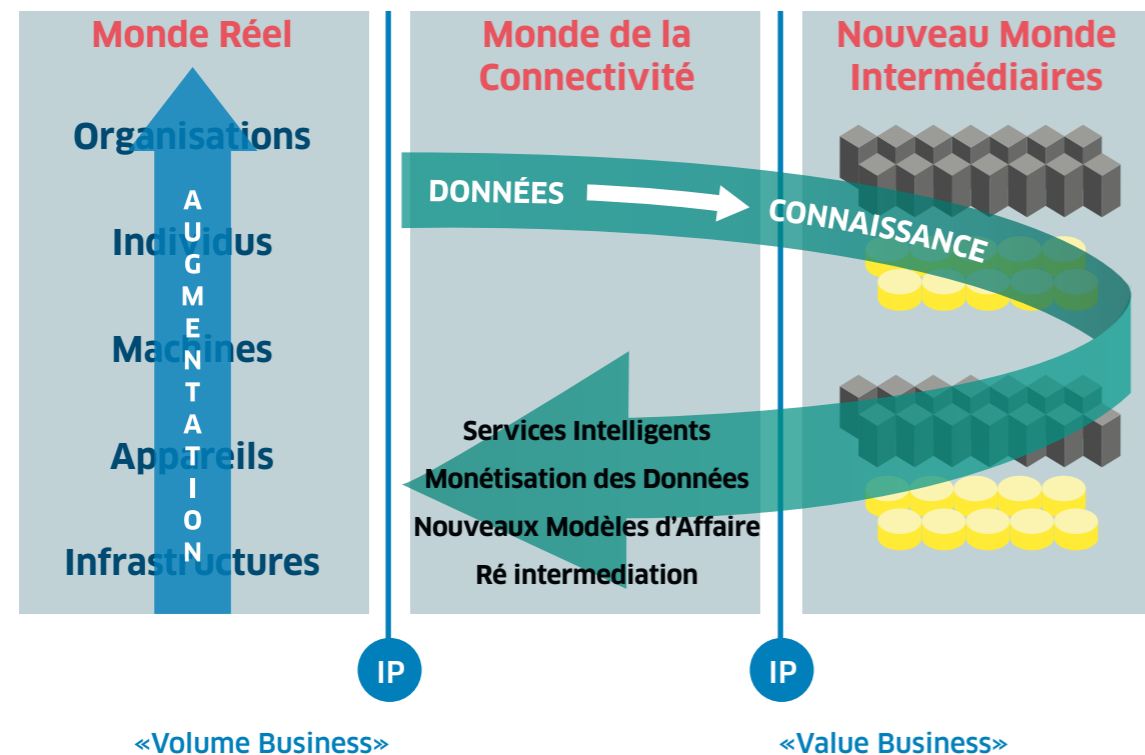 Monde Réel
Organisations
Individus
Machines
Appareils
Infrastructures
AUGMENTATION
Monde de la
Connectivité
DONNÉES
CONNAISSANCE
Services Intelligents
Monétisation des Données
Nouveaux Modèles d'Affaire
Ré intermediation
Nouveau Monde
Intermédiaires
IP
IP
«Volume Business»
«Value Business»